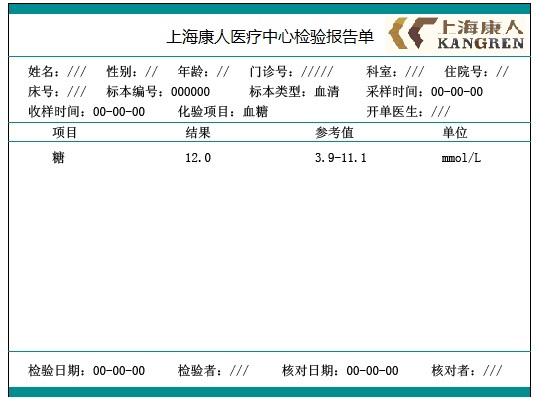 上海康人医疗中心检验报告单 上海康人
KANGREN
姓名: /// 性别: // 年龄: // 门诊号: ///// 科室: /// 住院号: //
床号: /// 标本编号: 000000 标本类型: 血清 采样时间: 00-00-00
收样时间: 00-00-00 化验项目: 血糖 开单医生: ///
项目 结果 参考值 单位
糖 12.0 3.9-11.1 mmol/L
检验日期: 00-00-00 检验者: /// 核对日期: 00-00-00 核对者: ///